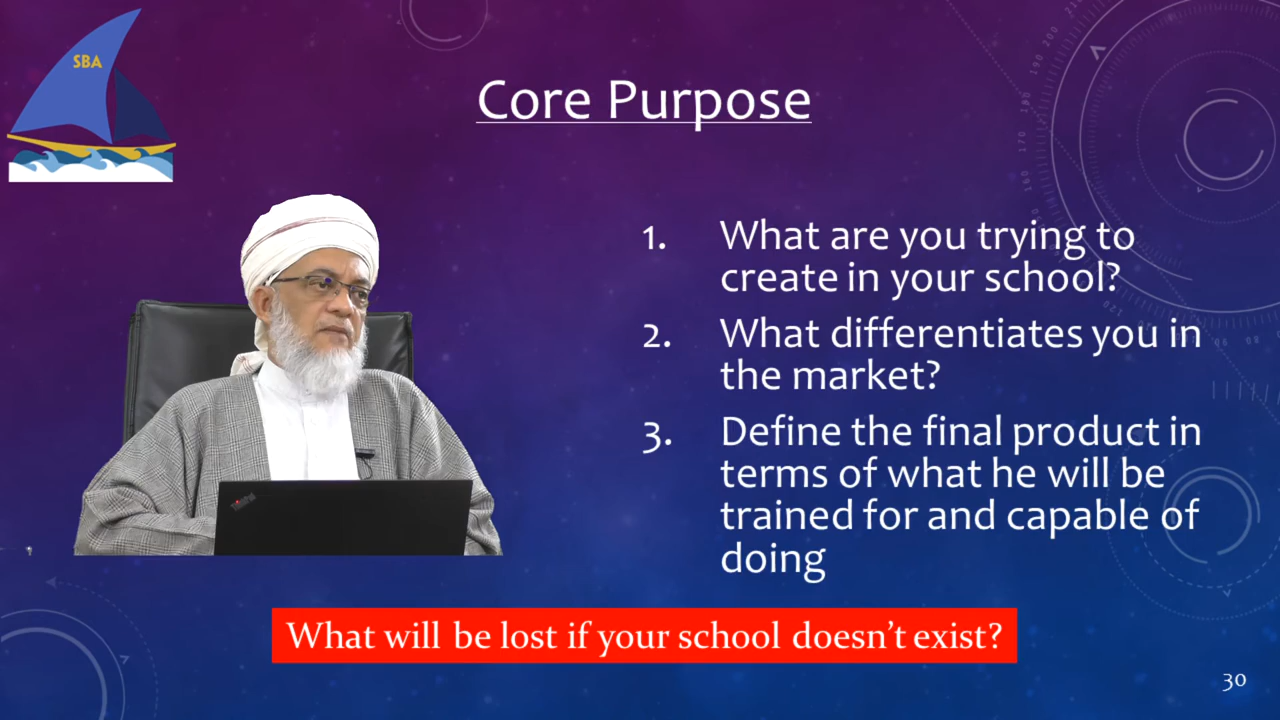 SBA
Core Purpose
1. What are you trying to
create in your school?
2. What differentiates you in
the market?
3. Define the final product in
terms of what he will be
trained for and capable of
doing
What will be lost if your school doesn’t exist?
30